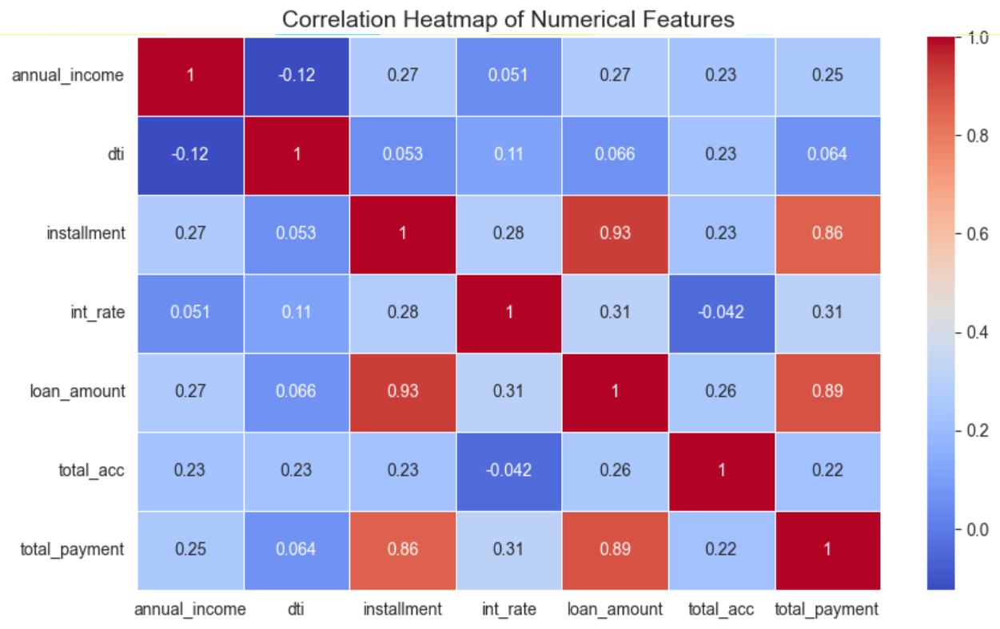 Correlation Heatmap of Numerical Features
annual_income 1 -0.12 0.27 0.051 0.27 0.23 0.25
dti -0.12 1 0.053 0.11 0.066 0.23 0.064
installment 0.27 0.053 1 0.28 0.93 0.23 0.86
int_rate 0.051 0.11 0.28 1 0.31 -0.042 0.31
loan_amount 0.27 0.066 0.93 0.31 1 0.26 0.89
total_acc 0.23 0.23 0.23 -0.042 0.26 1 0.22
total_payment 0.25 0.064 0.86 0.31 0.89 0.22 1
annual_income dti installment int_rate loan_amount total_acc total_payment
1.0
0.8
0.6
0.4
0.2
0.0